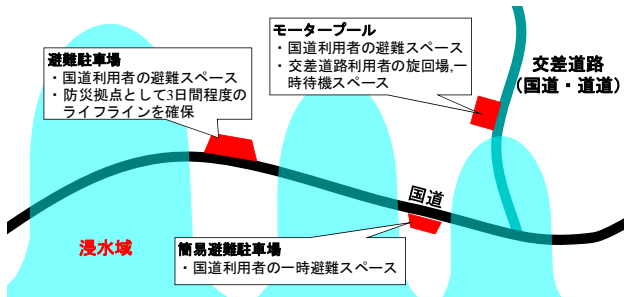 モータープール
・国道利用者の避難スペース
・交差道路利用者の旋回場,一
時待機スペース
避難駐車場
・国道利用者の避難スペース
・防災拠点として3日間程度の
ライフラインを確保
交差道路
(国道・道道)
国道
浸水域
簡易避難駐車場
・国道利用者の一時避難スペース